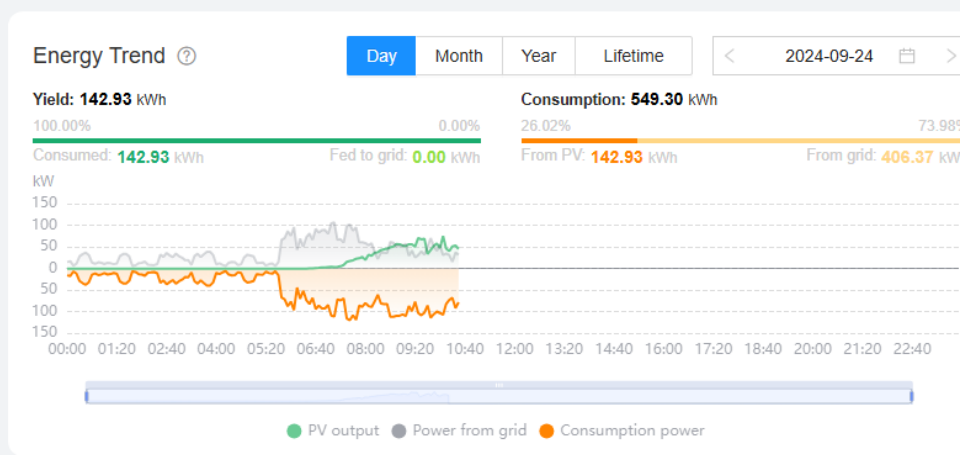 Energy Trend ?
Day Month Year Lifetime < 2024-09-24 >
Yield: 142.93 kWh
Consumption: 549.30 kWh
100.00% 0.00%
26.02% 73.98%
Consumed: 142.93 kWh Fed to grid: 0.00 kWh
From PV: 142.93 kWh From grid: 406.37 kW
kW
150
100
50
0
50
100
150
00:00 01:20 02:40 04:00 05:20 06:40 08:00 09:20 10:40 12:00 13:20 14:40 16:00 17:20 18:40 20:00 21:20 22:40
PV output Power from grid Consumption power